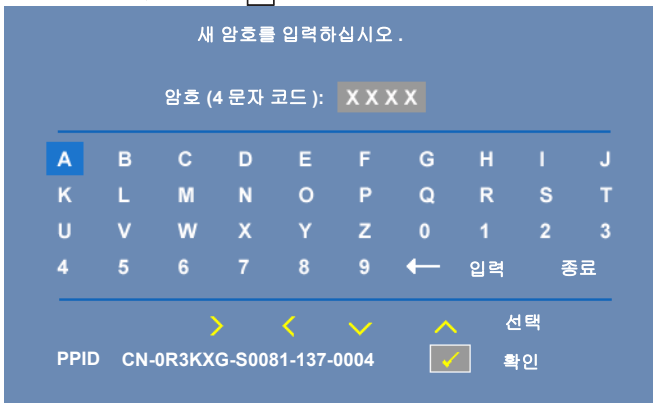 새 암호를 입력하십시오 .
암호 (4 문자 코드 ): X X X X
A B C D E F G H I J
K L M N O P Q R S T
U V W X Y Z 0 1 2 3
4 5 6 7 8 9 ← 입력 종료
선택
PPID CN-0R3KXG-S0081-137-0004 확인